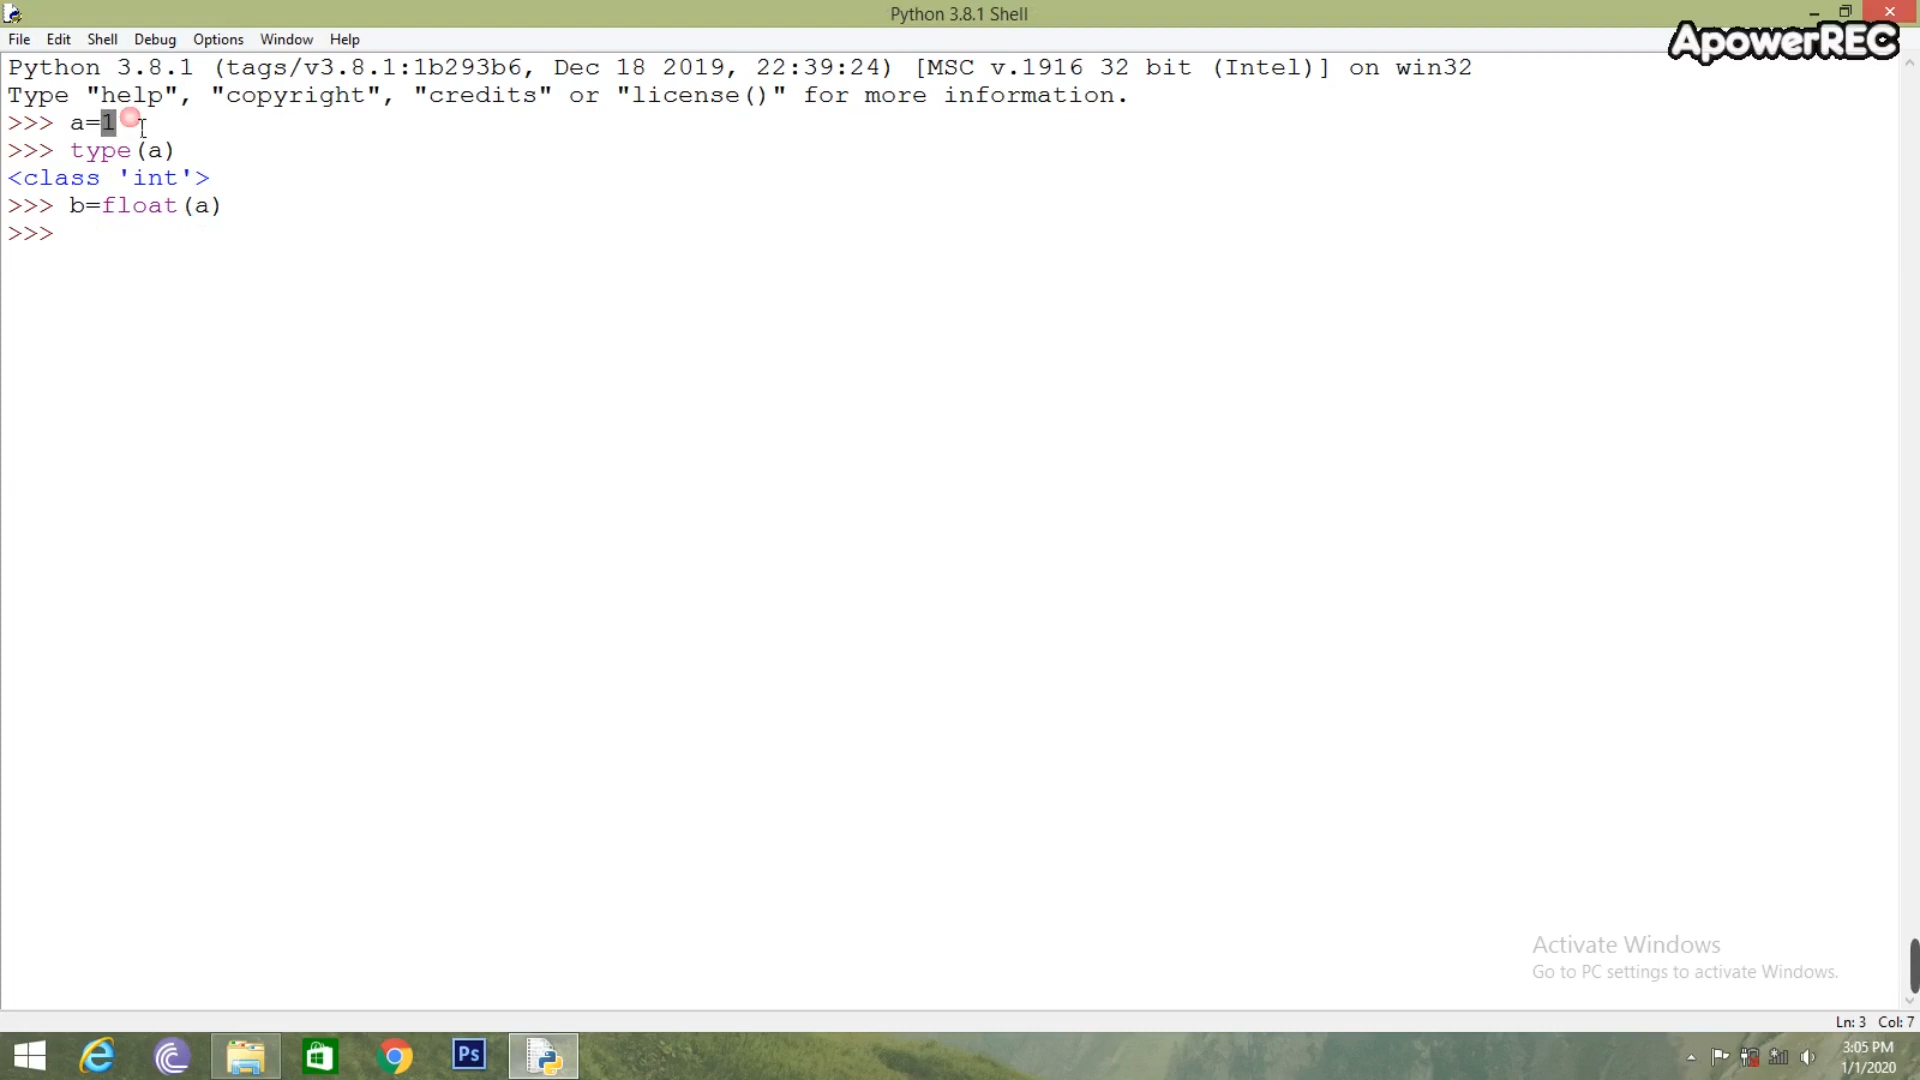 Python 3.8.1 Shell
File Edit Shell Debug Options Window Help
ApowerREC
Python 3.8.1 (tags/v3.8.1:1b293b6, Dec 18 2019, 22:39:24) [MSC v.1916 32 bit (Intel)] on win32
Type "help", "copyright", "credits" or "license()" for more information.
>>> a=1
>>> type(a)
<class 'int'>
>>> b=float(a)
>>>
Activate Windows
Go to PC settings to activate Windows.
Ln: 3 Col: 7
Ps
3:05 PM
1/1/2020